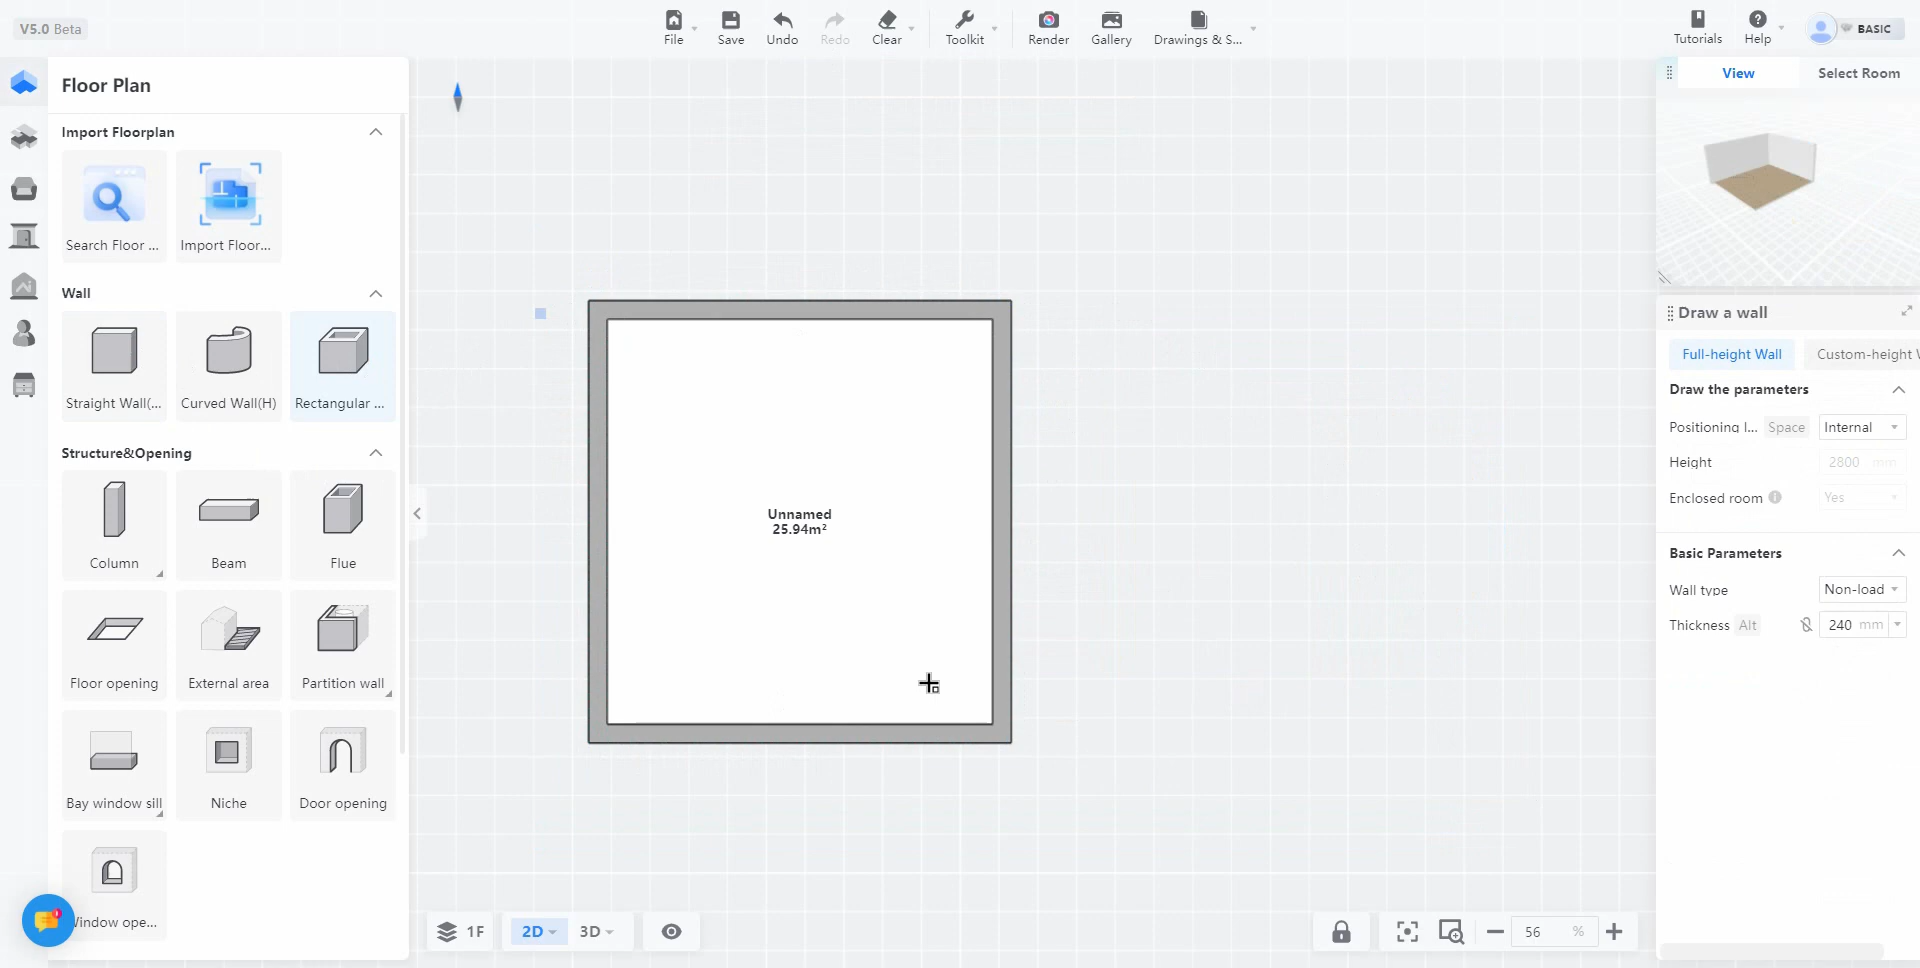 V5.0 Beta
File
Save
Undo
Redo
Clear
Toolkit
Render
Gallery
Drawings & S...
Tutorials
Help
BASIC
Floor Plan
Import Floorplan
Search Floor ...
Import Floor...
Wall
Straight Wall(...
Curved Wall(H)
Rectangular ...
Structure&Opening
Column
Beam
Flue
Floor opening
External area
Partition wall
Bay window sill
Niche
Door opening
Window ope...
Unnamed
25.94m²
1F
2D
3D
56 %
View
Select Room
Draw a wall
Full-height Wall
Custom-height W
Draw the parameters
Positioning l... Space Internal
Height 2800 mm
Enclosed room Yes
Basic Parameters
Wall type Non-load
Thickness Alt 240 mm